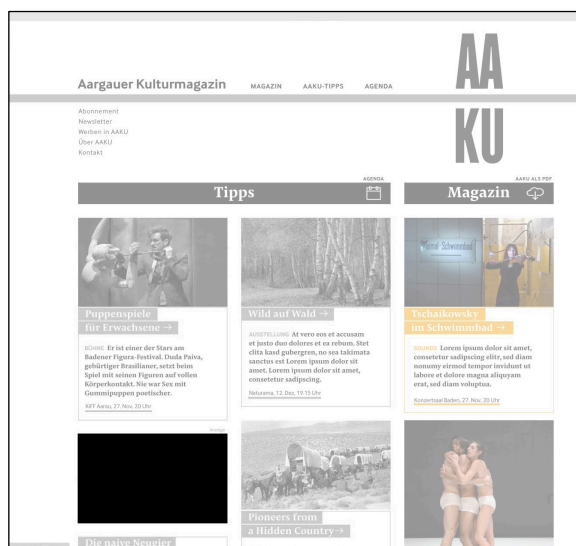 Aargauer Kulturmagazin
MAGAZIN
AAKU-TIPPS
AGENDA
AA
KU
Abonnement
Newsletter
Werben in AAKU
Über AAKU
Kontakt
AGENDA
Tipps
AAKU ALS PDF
Magazin
Puppenspiele
für Erwachsene →
BÜHNE Er ist einer der Stars am
Badener Figura-Festival. Duda Paiva,
gebürtiger Brasilianer, setzt beim
Spiel mit seinen Figuren auf vollen
Körperkontakt. Nie war Sex mit
Gummipuppen poetischer.
KiFF Aarau, 27. Nov, 20 Uhr
Anzeige
Die naive Neugier
Wild auf Wald →
AUSSTELLUNG At vero eos et accusam
et justo duo dolores et ea rebum. Stet
clita kasd gubergren, no sea takimata
sanctus est Lorem ipsum dolor sit
amet. Lorem ipsum dolor sit amet,
consetetur sadipscing.
Naturama, 12. Dez, 19.15 Uhr
Pioneers from
a Hidden Country →
Schwimmbad
Tschaikowsky
im Schwimmbad →
SOUNDS Lorem ipsum dolor sit amet,
consetetur sadipscing elitr, sed diam
nonumy eirmod tempor invidunt ut
labore et dolore magna aliquyam
erat, sed diam voluptua.
Konzertsaal Baden, 27. Nov, 20 Uhr